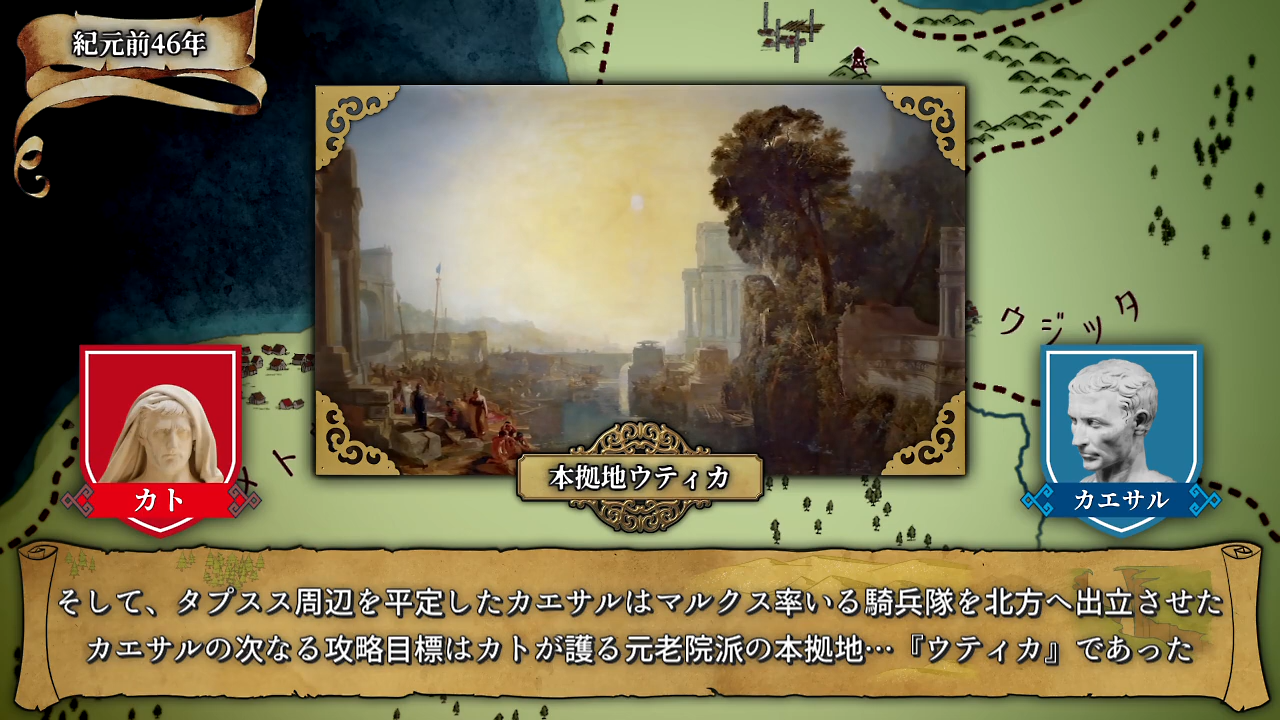 紀元前46年
ウジッタ
ト
カト
本拠地ウティカ
カエサル
そして、タプスス周辺を平定したカエサルはマルクス率いる騎兵隊を北方へ出立させた
カエサルの次なる攻略目標はカトが護る元老院派の本拠地…『ウティカ』であった